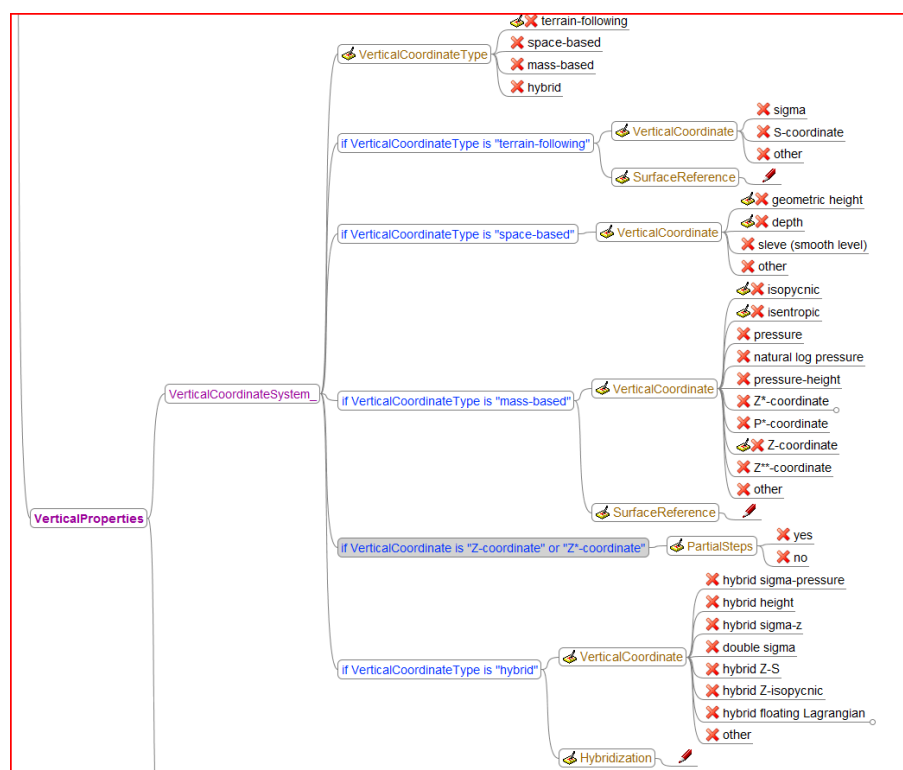 VerticalProperties
VerticalCoordinateSystem_
VerticalCoordinateType
terrain-following
space-based
mass-based
hybrid
if VerticalCoordinateType is "terrain-following"
VerticalCoordinate
sigma
S-coordinate
other
SurfaceReference
if VerticalCoordinateType is "space-based"
VerticalCoordinate
geometric height
depth
sleve (smooth level)
other
if VerticalCoordinateType is "mass-based"
VerticalCoordinate
isopycnic
isentropic
pressure
natural log pressure
pressure-height
Z*-coordinate
P*-coordinate
Z-coordinate
Z**-coordinate
other
SurfaceReference
if VerticalCoordinate is "Z-coordinate" or "Z*-coordinate"
PartialSteps
yes
no
if VerticalCoordinateType is "hybrid"
VerticalCoordinate
hybrid sigma-pressure
hybrid height
hybrid sigma-z
double sigma
hybrid Z-S
hybrid Z-isopycnic
hybrid floating Lagrangian
other
Hybridization